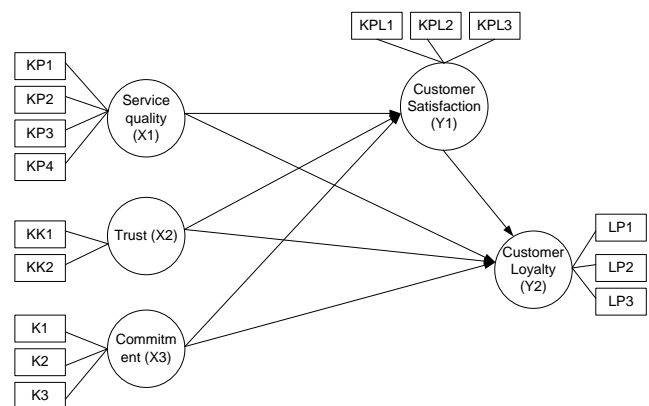 KPL1
KPL2
KPL3
KP1
KP2
KP3
KP4
Service
quality
(X1)
Customer
Satisfaction
(Y1)
KK1
KK2
Trust (X2)
Customer
Loyalty
(Y2)
LP1
LP2
LP3
K1
K2
K3
Commitm
ent (X3)